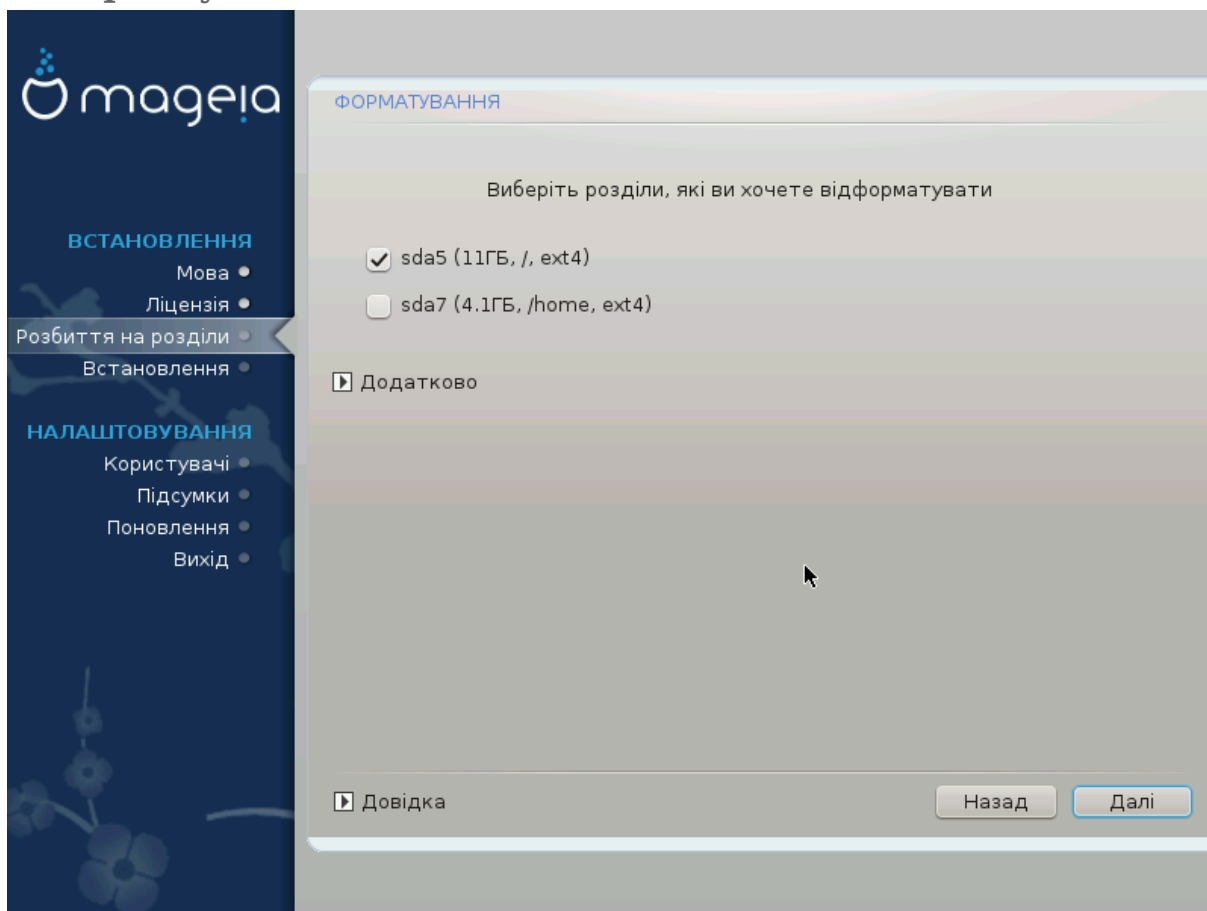 mageia
ФОРМАТУВАННЯ
Виберіть розділи, які ви хочете відформатувати
ВСТАНОВЛЕННЯ
Мова
Ліцензія
Розбиття на розділи
Встановлення
НАЛАШТОВУВАННЯ
Користувачі
Підсумки
Поновлення
Вихід
sda5 (11ГБ, /, ext4)
sda7 (4.1ГБ, /home, ext4)
Додатково
Довідка
Назад
Далі